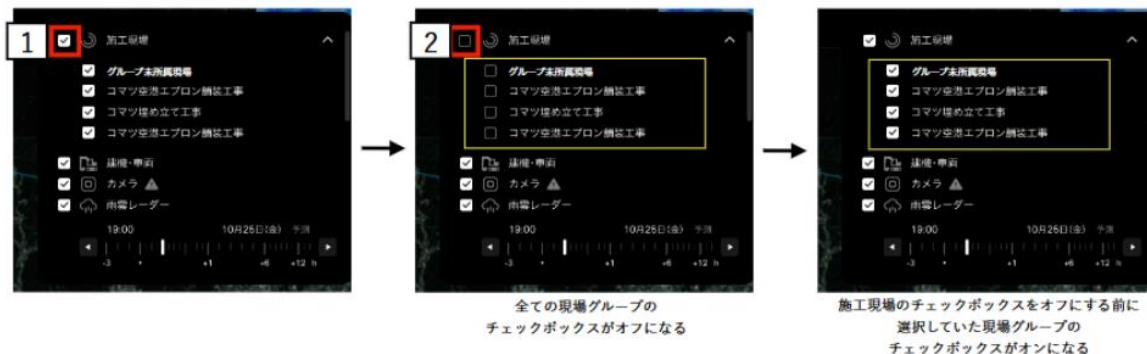 1
施工現場
グループ未所属現場
コマツ空港エプロン舗装工事
コマツ埋め立て工事
コマツ空港エプロン舗装工事
建機・車両
カメラ
雨雲レーダー
19:00 10月25日(金) 予測
-3 +1 +6 +12 h
2
施工現場
グループ未所属現場
コマツ空港エプロン舗装工事
コマツ埋め立て工事
コマツ空港エプロン舗装工事
建機・車両
カメラ
雨雲レーダー
19:00 10月25日(金) 予測
-3 +1 +6 +12 h
全ての現場グループの
チェックボックスがオフになる
施工現場
グループ未所属現場
コマツ空港エプロン舗装工事
コマツ埋め立て工事
コマツ空港エプロン舗装工事
建機・車両
カメラ
雨雲レーダー
19:00 10月25日(金) 予測
-3 +1 +6 +12 h
施工現場のチェックボックスをオフにする前に
選択していた現場グループの
チェックボックスがオンになる